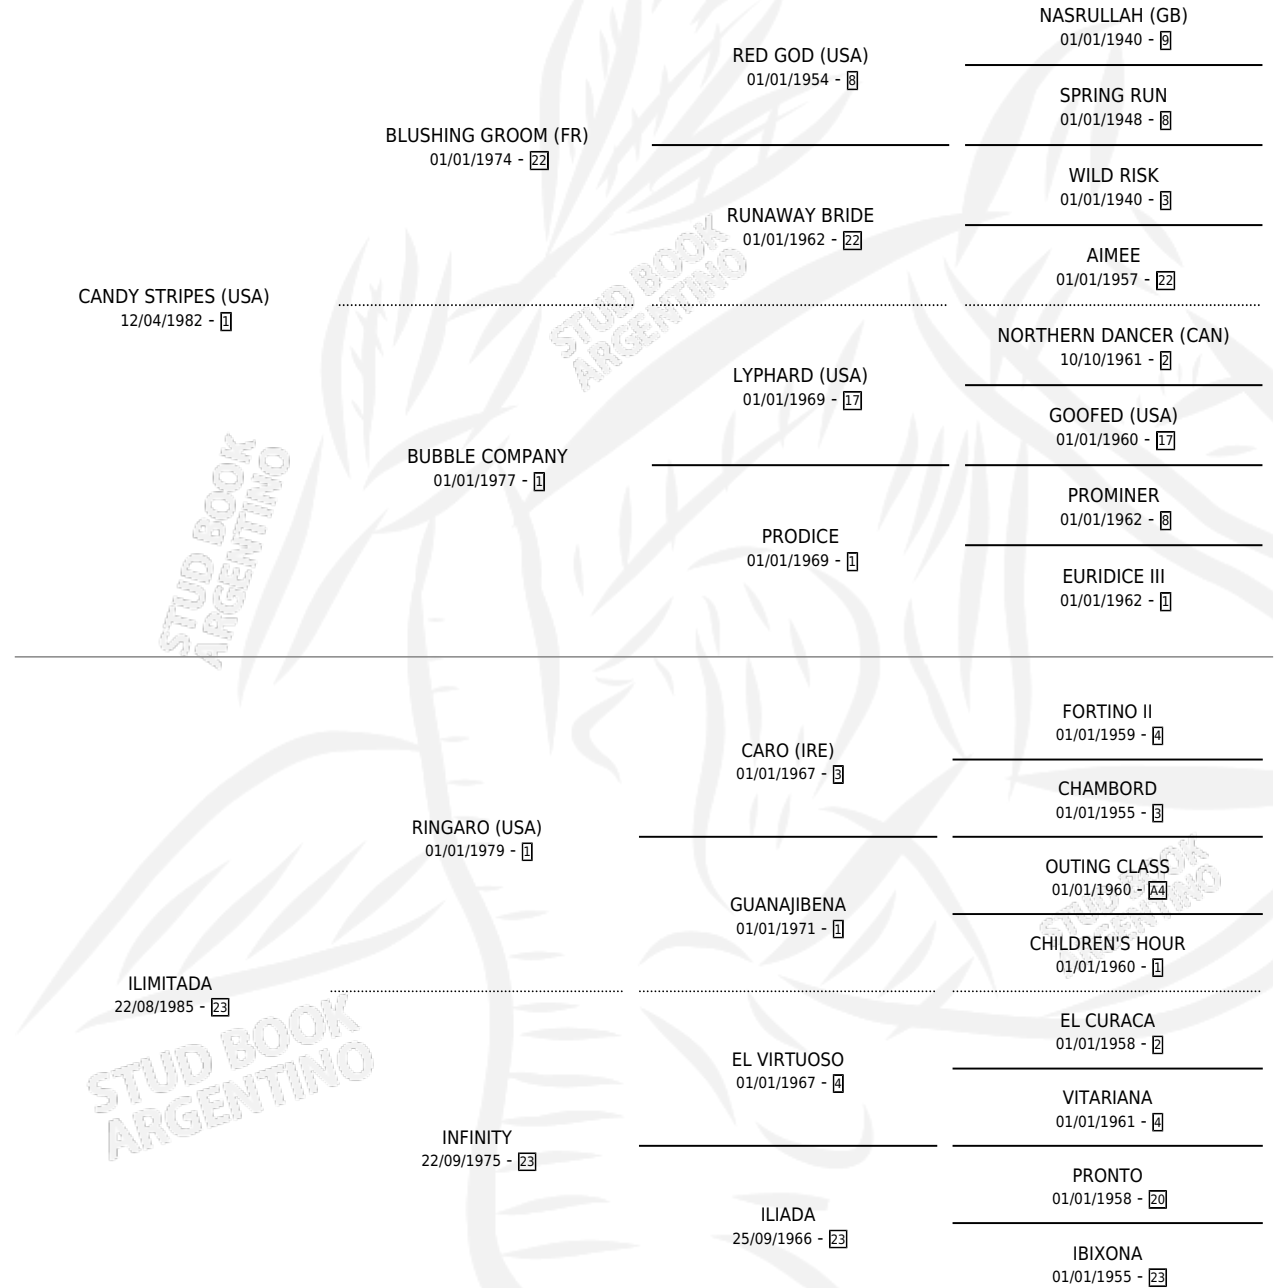 NASRULLAH (GB)
01/01/1940 - 9
RED GOD (USA)
01/01/1954 - 8
SPRING RUN
01/01/1948 - 8
BLUSHING GROOM (FR)
01/01/1974 - 22
WILD RISK
01/01/1940 - 3
RUNAWAY BRIDE
01/01/1962 - 22
AIMEE
01/01/1957 - 22
CANDY STRIPES (USA)
12/04/1982 - 1
NORTHERN DANCER (CAN)
10/10/1961 - 2
LYPHARD (USA)
01/01/1969 - 17
GOOFED (USA)
01/01/1960 - 17
BUBBLE COMPANY
01/01/1977 - 1
PROMINER
01/01/1962 - 8
PRODICE
01/01/1969 - 1
EURIDICE III
01/01/1962 - 1
FORTINO II
01/01/1959 - 4
CARO (IRE)
01/01/1967 - 3
CHAMBORD
01/01/1955 - 3
RINGARO (USA)
01/01/1979 - 1
OUTING CLASS
01/01/1960 - A4
GUANAJIBENA
01/01/1971 - 1
CHILDREN'S HOUR
01/01/1960 - 1
ILIMITADA
22/08/1985 - 23
EL CURACA
01/01/1958 - 2
EL VIRTUOSO
01/01/1967 - 4
VITARIANA
01/01/1961 - 4
INFINITY
22/09/1975 - 23
PRONTO
01/01/1958 - 20
ILIADA
25/09/1966 - 23
IBIXONA
01/01/1955 - 23
STUD BOOK
ARGENTINO
STUD BOOK
ARGENTINO
STUD BOOK
ARGENTINO
STUD BOOK
ARGENTINO